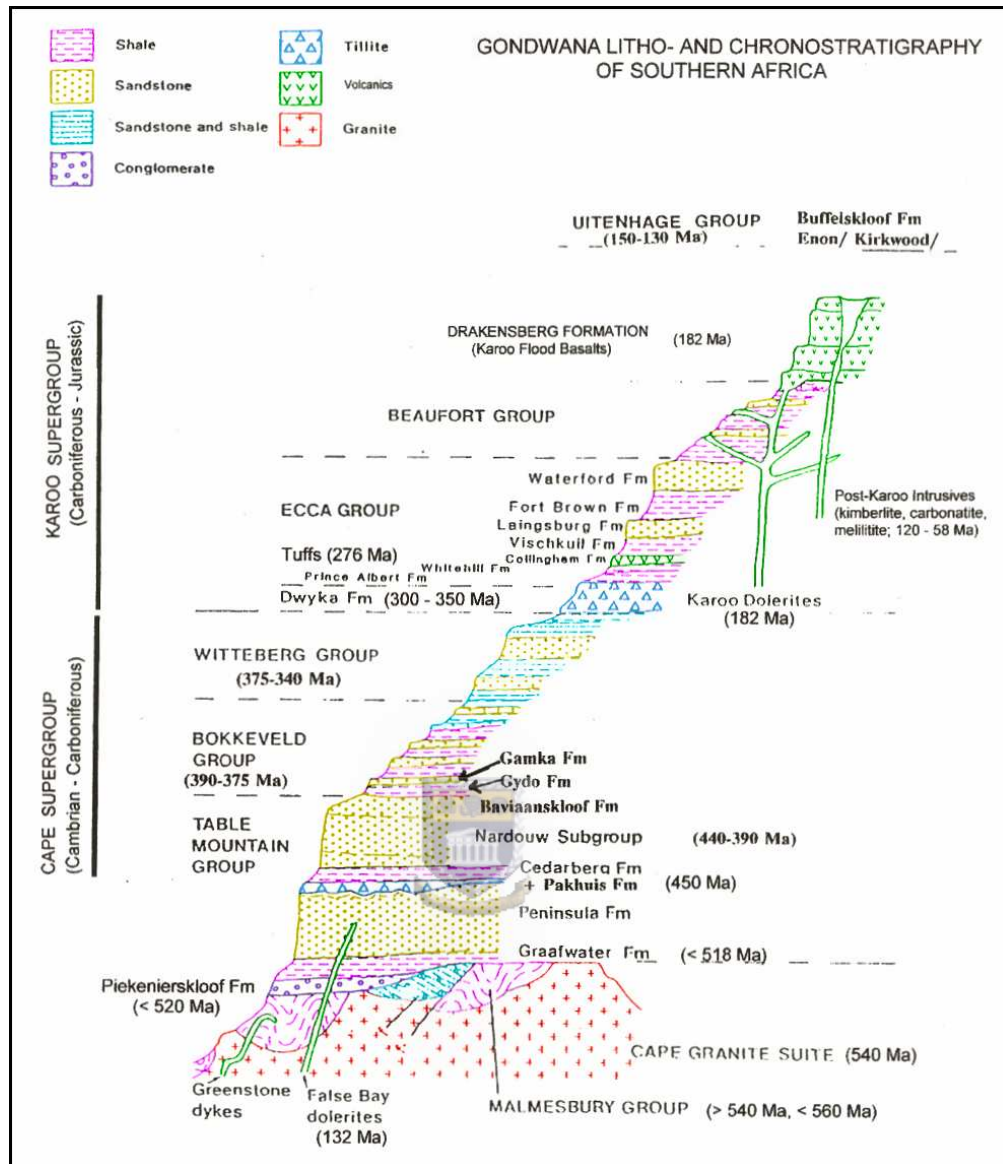 GONDWANA LITHO- AND CHRONOSTRATIGRAPHY
OF SOUTHERN AFRICA
Shale
Sandstone
Sandstone and shale
Conglomerate
Tillite
Volcanics
Granite
UITENHAGE GROUP
(150-130 Ma)
Buffelskloof Fm
Enon/ Kirkwood/
KAROO SUPERGROUP
(Carboniferous - Jurassic)
DRAKENSBERG FORMATION
(Karoo Flood Basalts)
(182 Ma)
BEAUFORT GROUP
Waterford Fm
ECCA GROUP
Fort Brown Fm
Laingsburg Fm
Vischkuil Fm
Tuffs (276 Ma)
Collingham Fm
Whitehill Fm
Prince Albert Fm
Dwyka Fm (300 - 350 Ma)
Post-Karoo Intrusives
(kimberlite, carbonatite,
melilitite; 120 - 58 Ma)
Karoo Dolerites
(182 Ma)
CAPE SUPERGROUP
(Cambrian - Carboniferous)
WITTEBERG GROUP
(375-340 Ma)
BOKKEVELD
GROUP
(390-375 Ma)
Gamka Fm
Gydo Fm
Baviaanskloof Fm
TABLE
MOUNTAIN
GROUP
Nardouw Subgroup
(440-390 Ma)
Cedarberg Fm
+ Pakhuis Fm
(450 Ma)
Peninsula Fm
Graafwater Fm
(< 518 Ma)
Piekenierskloof Fm
(< 520 Ma)
CAPE GRANITE SUITE (540 Ma)
Greenstone
dykes
False Bay
dolerites
(132 Ma)
MALMESBURY GROUP (> 540 Ma, < 560 Ma)